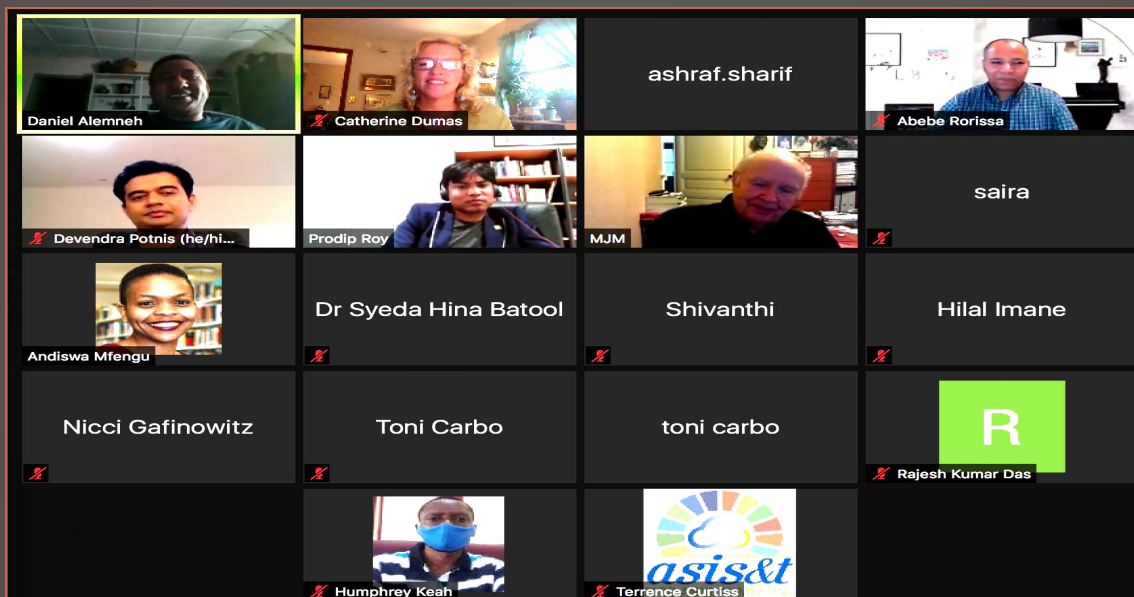 Daniel Alemneh
Catherine Dumas
ashraf.sharif
Abebe Rorissa
Devendra Potnis (he/hi...
Prodip Roy
MJM
saira
Andiswa Mfengu
Dr Syeda Hina Batool
Shivanthi
Hilal Imane
Nicci Gafinowitz
Toni Carbo
toni carbo
R
Rajesh Kumar Das
Humphrey Keah
asis&t
Terrence Curtiss